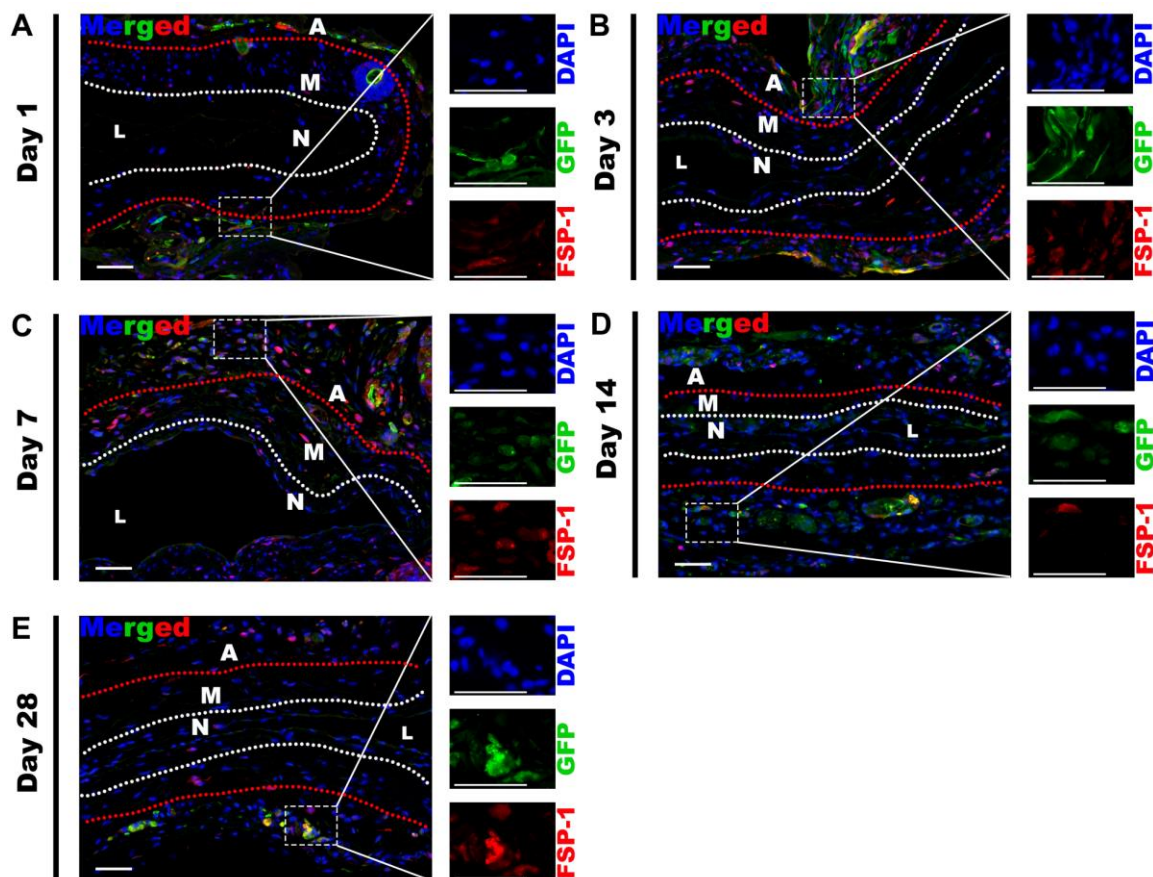 A
Day 1
Merged
A
M
L
N
DAPI
GFP
FSP-1
B
Day 3
Merged
A
M
N
L
DAPI
GFP
FSP-1
C
Day 7
Merged
A
M
N
L
DAPI
GFP
FSP-1
D
Day 14
Merged
A
M
N
L
DAPI
GFP
FSP-1
E
Day 28
Merged
A
M
N
L
DAPI
GFP
FSP-1